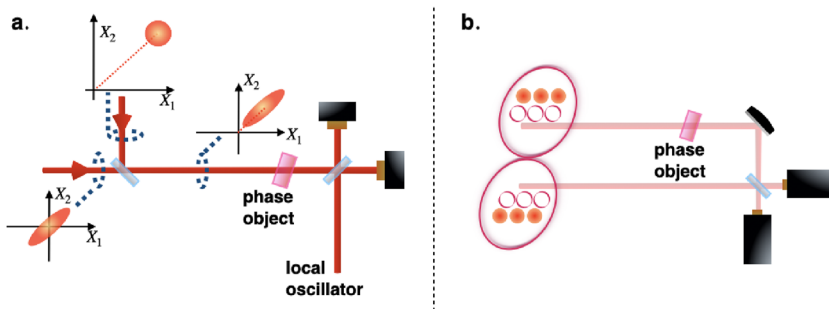 a.
X2
X1
X2
X1
X2
X1
phase
object
local
oscillator
b.
phase
object